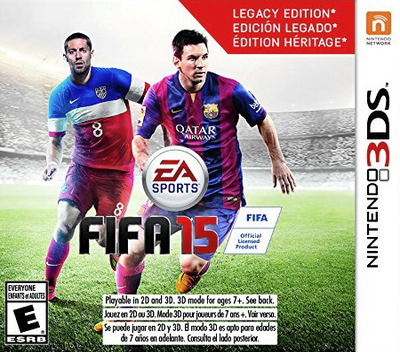 LEGACY EDITION*
EDICIÓN LEGADO*
ÉDITION HÉRITAGE*
NINTENDO
NETWORK
NINTENDO 3DS™
8
QATAR
AIRWAYS
EA
SPORTS™
FIFA 15
FIFA
Official
Licensed
Product
EVERYONE
ENFANTS et ADULTES
E
ESRB
Playable in 2D and 3D. 3D mode for ages 7+. See back.
Jouez en 2D ou 3D. Mode 3D pour joueurs de 7 ans +. Voir verso.
Se puede jugar en 2D y 3D. El modo 3D es apto para edades
de 7 años en adelante. Consulta el lado posterior.